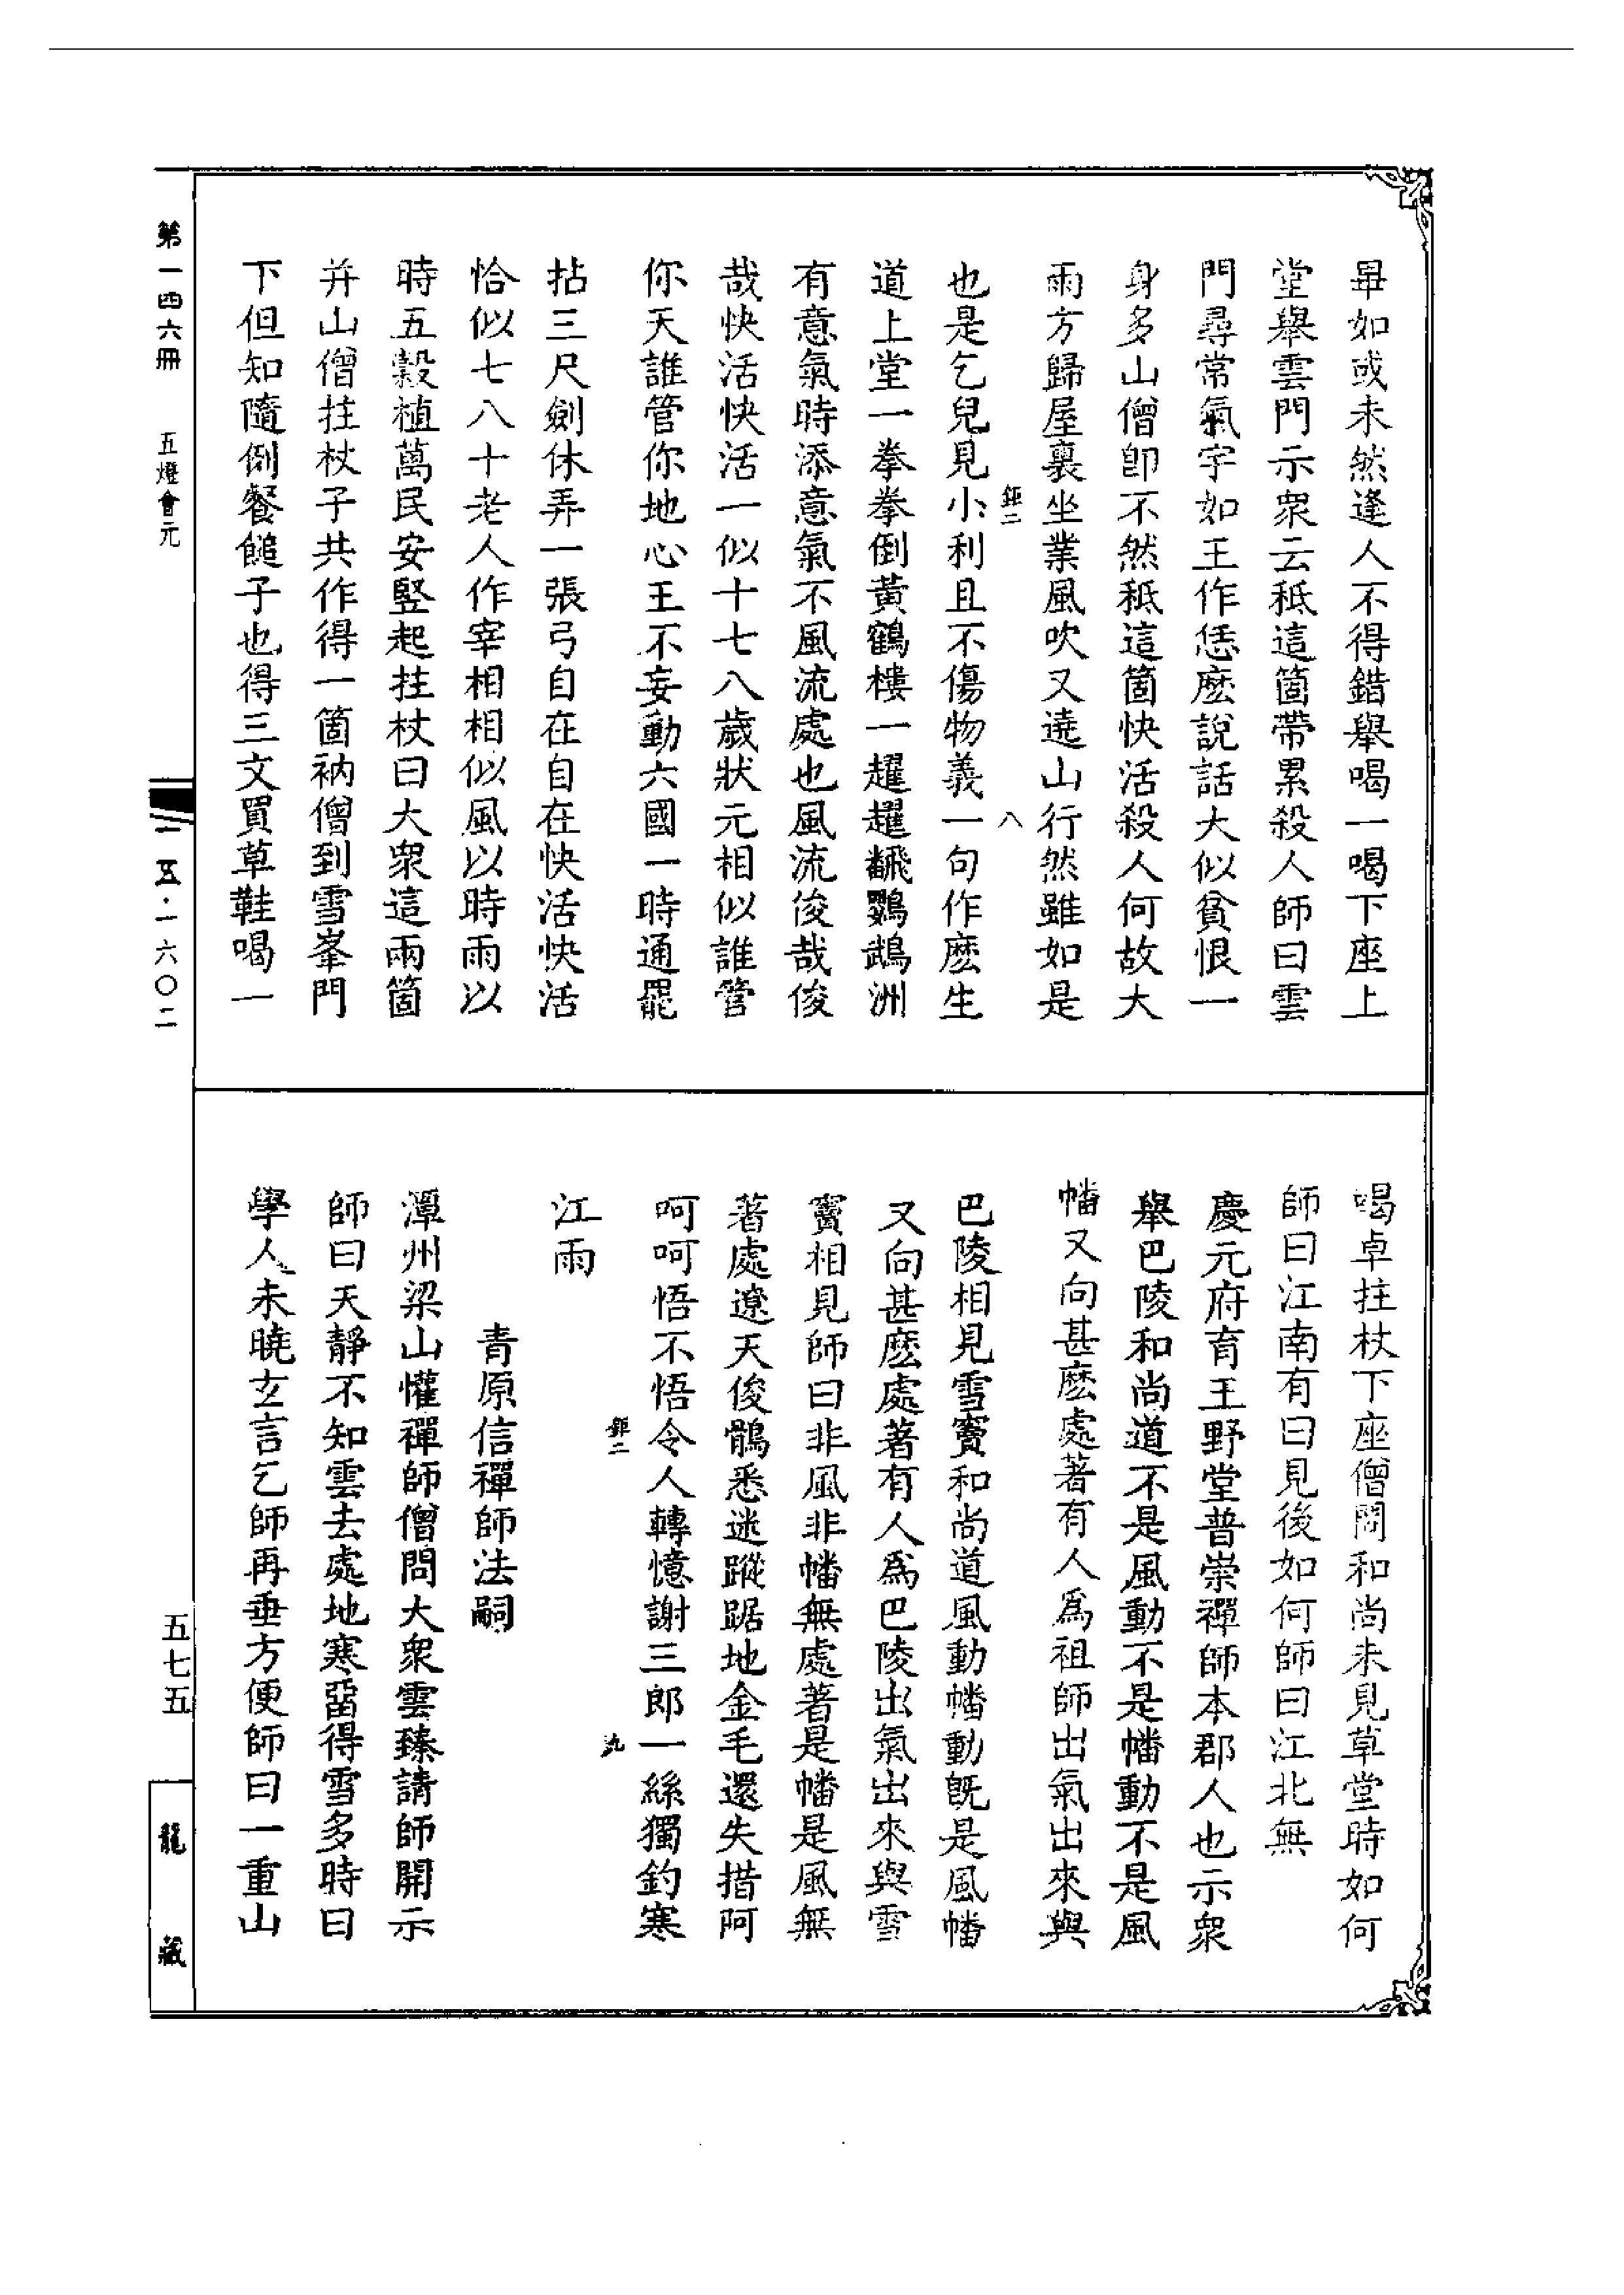 畢如或未然逢人不得錯舉喝一喝下座上
堂舉雲門示衆云秪這箇帶累殺人師曰雲
門尋常氣宇如王作恁麽說話大似貧恨一
身多山僧卽不然秪這箇快活殺人何故大
雨方歸屋裏坐業風吹又遶山行然雖如是
鉅二 八
也是乞兒見小利且不傷物義一句作麽生
道上堂一拳拳倒黃鶴樓一趯趯飜鸚鵡洲
有意氣時添意氣不風流處也風流俊哉俊
哉快活快活一似十七八歲狀元相似誰管
你天誰管你地心王不妄動六國一時通罷
拈三尺劍休弄一張弓自在自在快活快活
恰似七八十老人作宰相相似風以時雨以
時五穀植萬民安竪起拄杖曰大衆這兩箇
并山僧拄杖子共作得一箇衲僧到雪峯門
下但知隨例餐䭔子也得三文買草鞋喝一
喝卓拄杖下座僧問和尚未見草堂時如何
師曰江南有曰見後如何師曰江北無
慶元府育王野堂普崇禪師本郡人也示衆
舉巴陵和尚道不是風動不是幡動不是風
幡又向甚麽處著有人爲祖師出氣出來與
巴陵相見雪竇和尚道風動幡動旣是風幡
又向甚麽處著有人爲巴陵出氣出來與雪
竇相見師曰非風非幡無處著是幡是風無
著處遼天俊鶻悉迷蹤踞地金毛還失措阿
呵呵悟不悟令人轉憶謝三郎一絲獨釣寒
鉅二 九
江雨
青原信禪師法嗣
潭州梁山懽禪師僧問大衆雲臻請師開示
師曰天靜不知雲去處地寒畱得雪多時曰
學人未曉玄言乞師再垂方便師曰一重山
第一四六冊 五燈會元
一五·一六〇二
五七五
龍藏